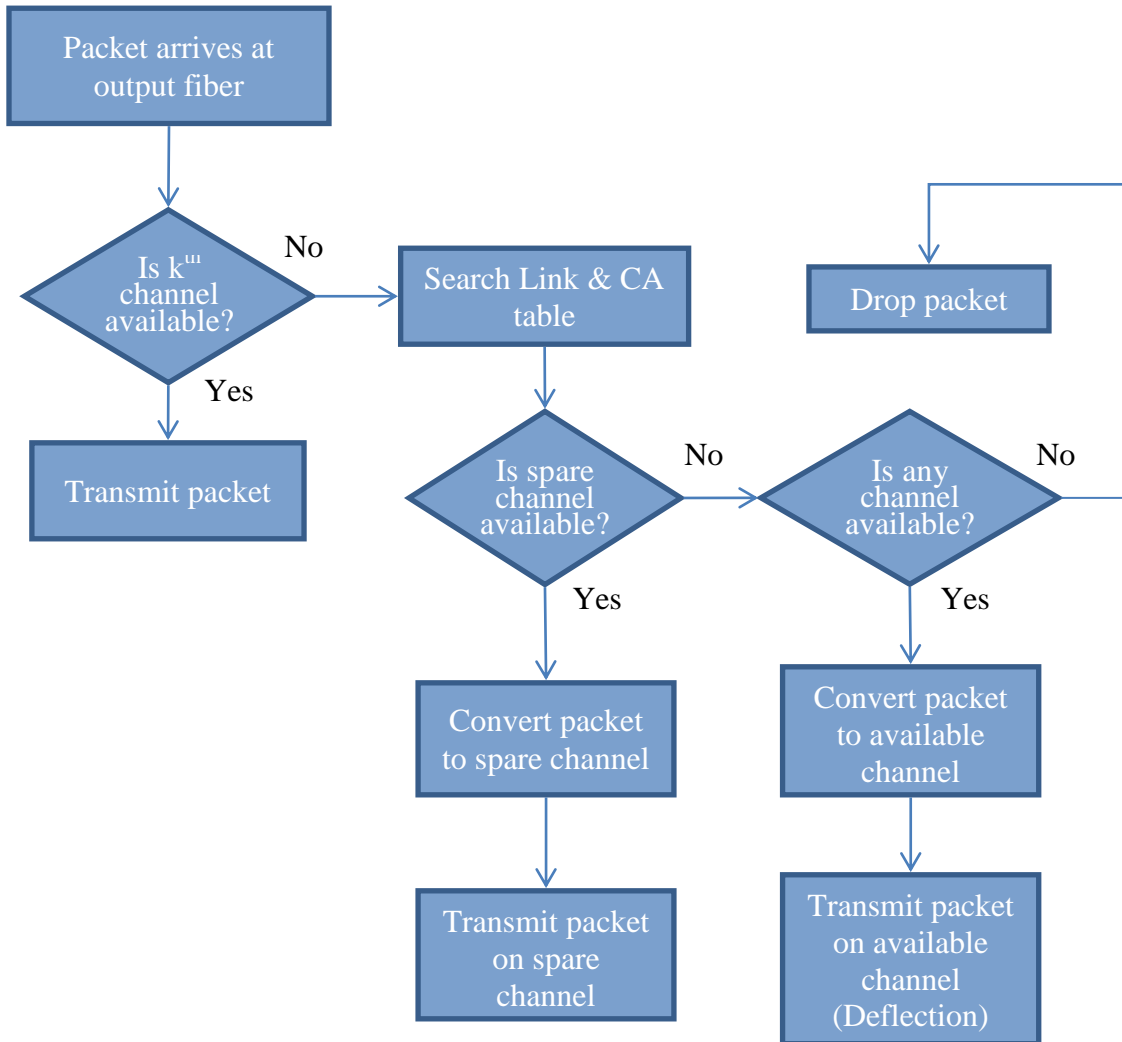 Packet arrives at
output fiber
Is kth
channel
available?
No
Yes
Transmit packet
Search Link & CA
table
Is spare
channel
available?
No
Yes
Convert packet
to spare channel
Transmit packet
on spare
channel
Is any
channel
available?
No
Yes
Drop packet
Convert packet
to available
channel
Transmit packet
on available
channel
(Deflection)